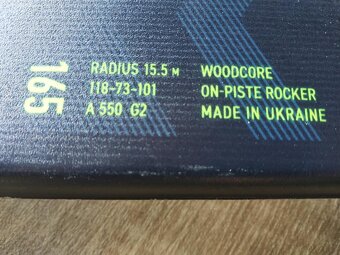 165
RADIUS 15.5 M
118-73-101
A 550 G2
WOODCORE
ON-PISTE ROCKER
MADE IN UKRAINE